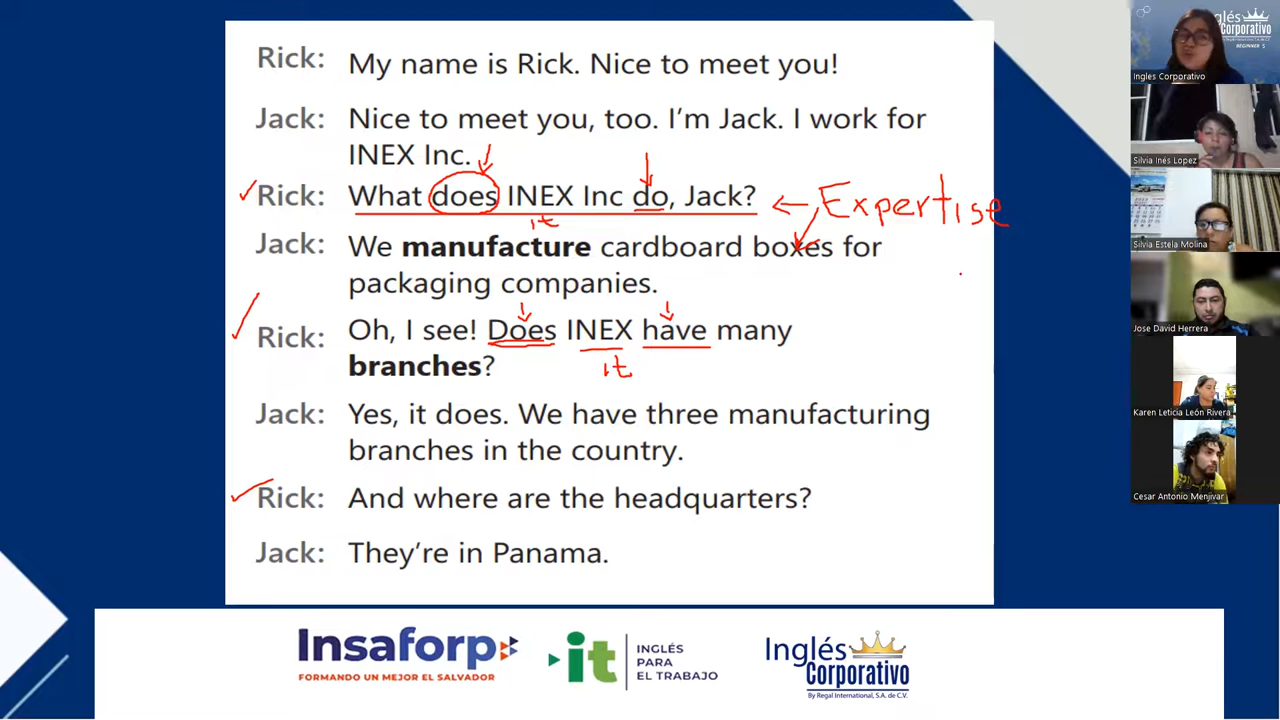 Rick: My name is Rick. Nice to meet you!
Jack: Nice to meet you, too. I'm Jack. I work for
INEX Inc.
Rick: What does INEX Inc do, Jack? ← Expertise
it
Jack: We manufacture cardboard boxes for
packaging companies.
Rick: Oh, I see! Does INEX have many
it
branches?
Jack: Yes, it does. We have three manufacturing
branches in the country.
Rick: And where are the headquarters?
Jack: They're in Panama.
Insaforp
FORMANDO UN MEJOR EL SALVADOR
it
INGLÉS
PARA
EL TRABAJO
Inglés
Corporativo
By Regal International, S.A. de C.V.
glés
Corporativo
BEGINNER 5
Ingles Corporativo
Silvia Inés Lopez
Silvia Estela Molina
Jose David Herrera
Karen Leticia León Rivera
Cesar Antonio Menjivar